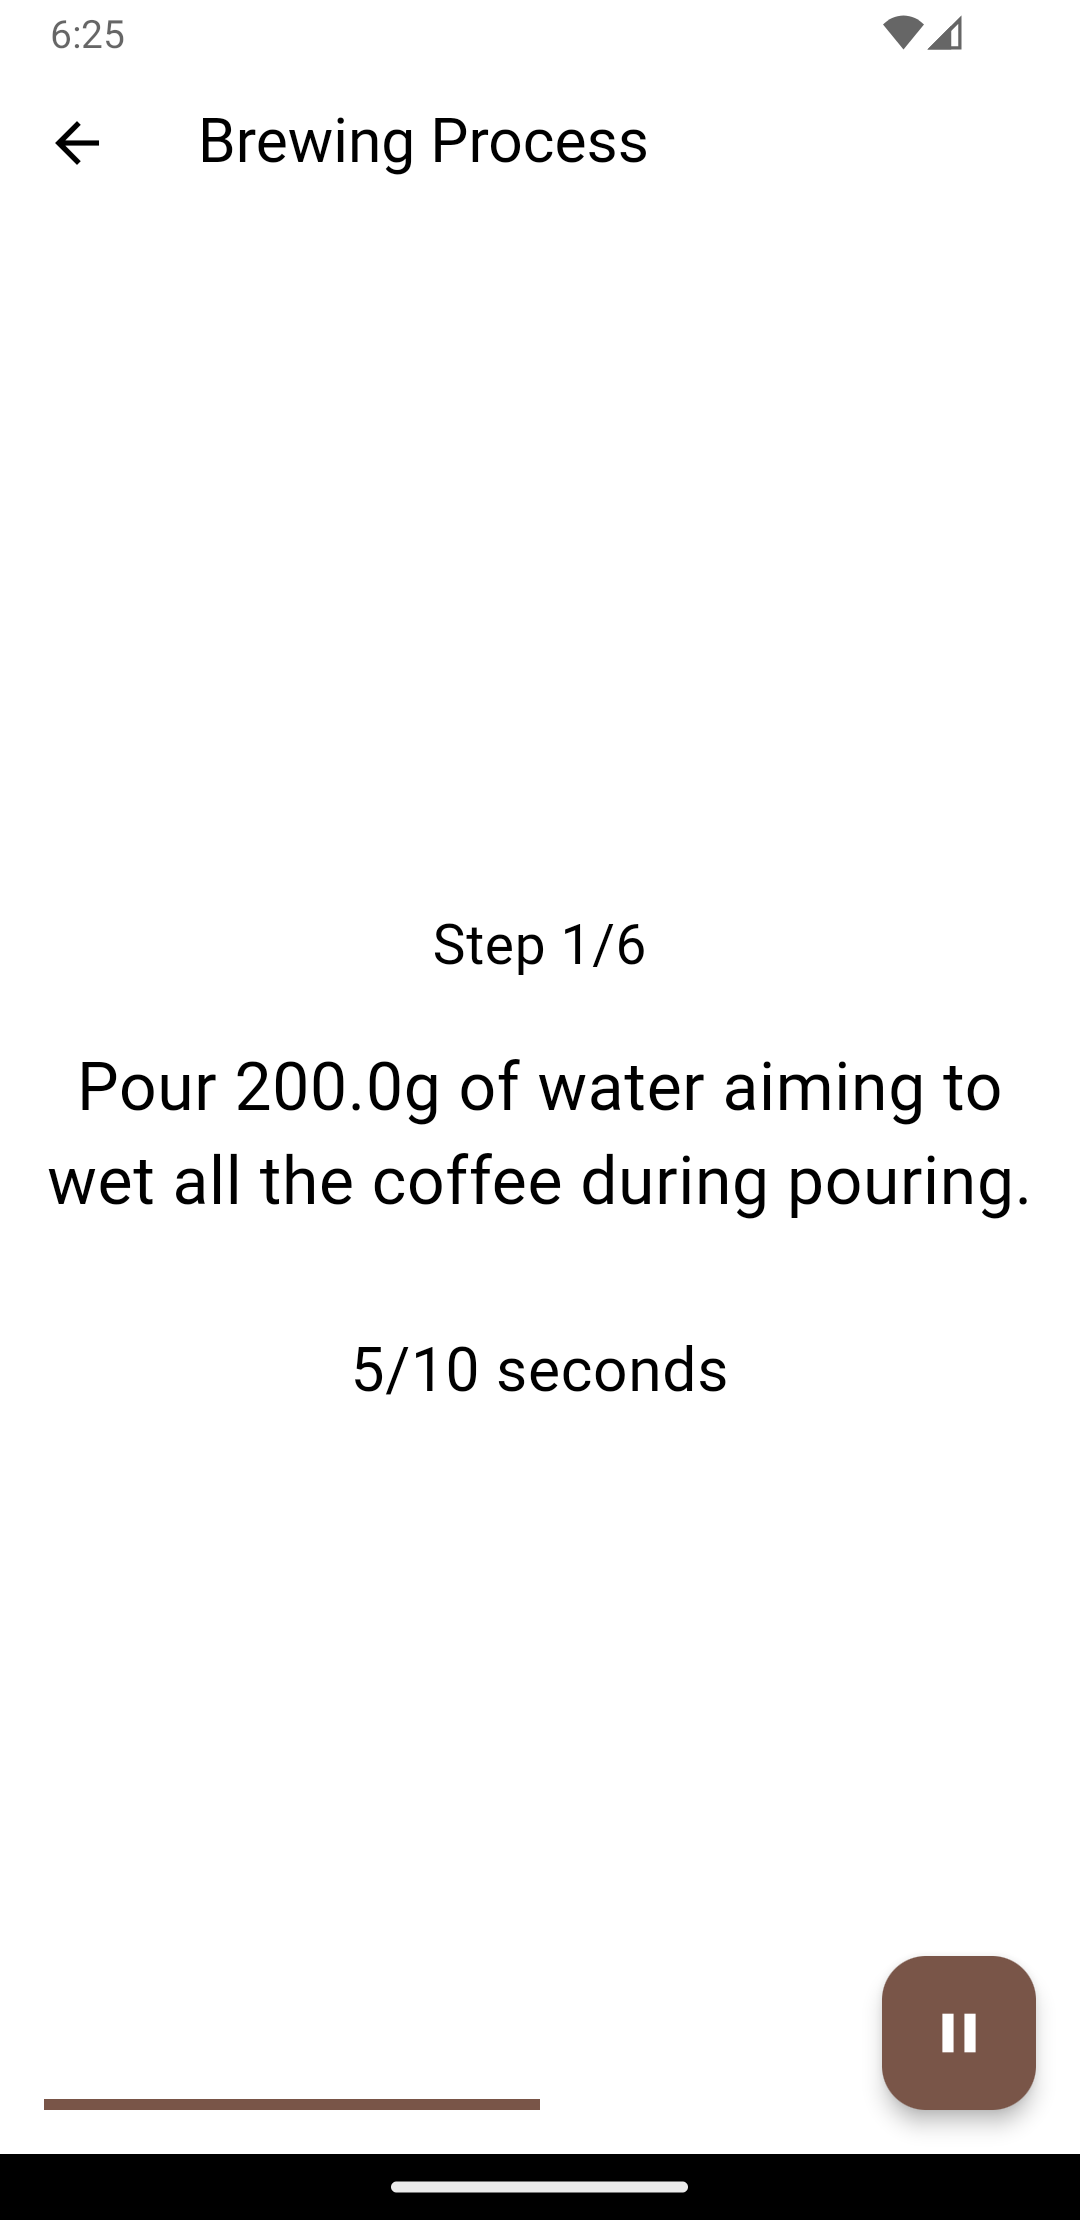 6:25
Brewing Process
Step 1/6
Pour 200.0g of water aiming to
wet all the coffee during pouring.
5/10 seconds